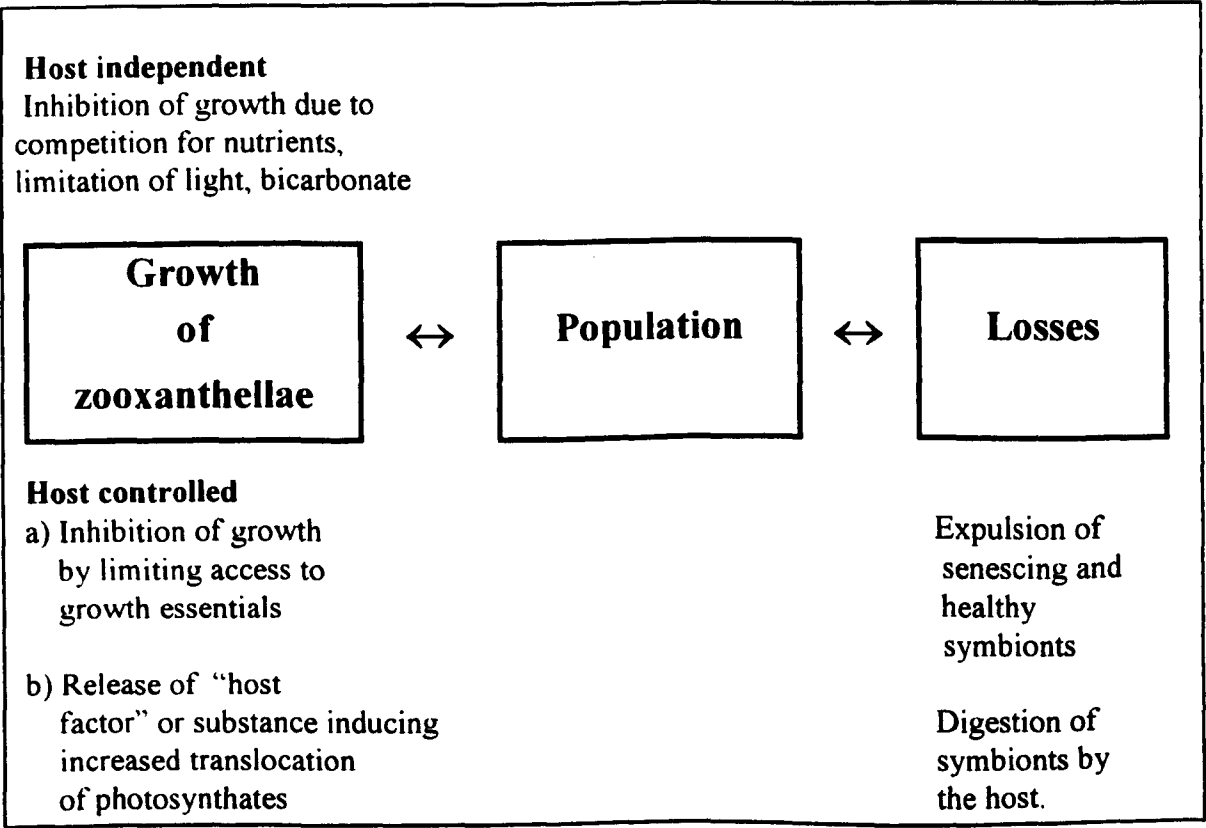 Host independent
Inhibition of growth due to
competition for nutrients,
limitation of light, bicarbonate
Growth
of
zooxanthellae
↔
Population
↔
Losses
Host controlled
a) Inhibition of growth
by limiting access to
growth essentials
b) Release of “host
factor” or substance inducing
increased translocation
of photosynthates
Expulsion of
senescing and
healthy
symbionts
Digestion of
symbionts by
the host.